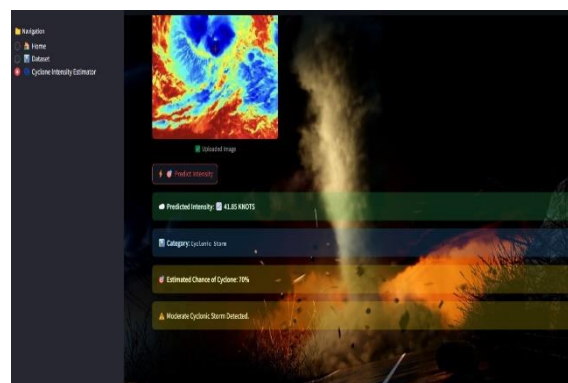 Navigation
Home
Dataset
Cyclone Intensity Estimator
Uploaded Image
Predict Intensity
Predicted Intensity: 41.85 KNOTS
Category: Cyclonic Storm
Estimated Chance of Cyclone: 70%
Moderate Cyclonic Storm Detected.